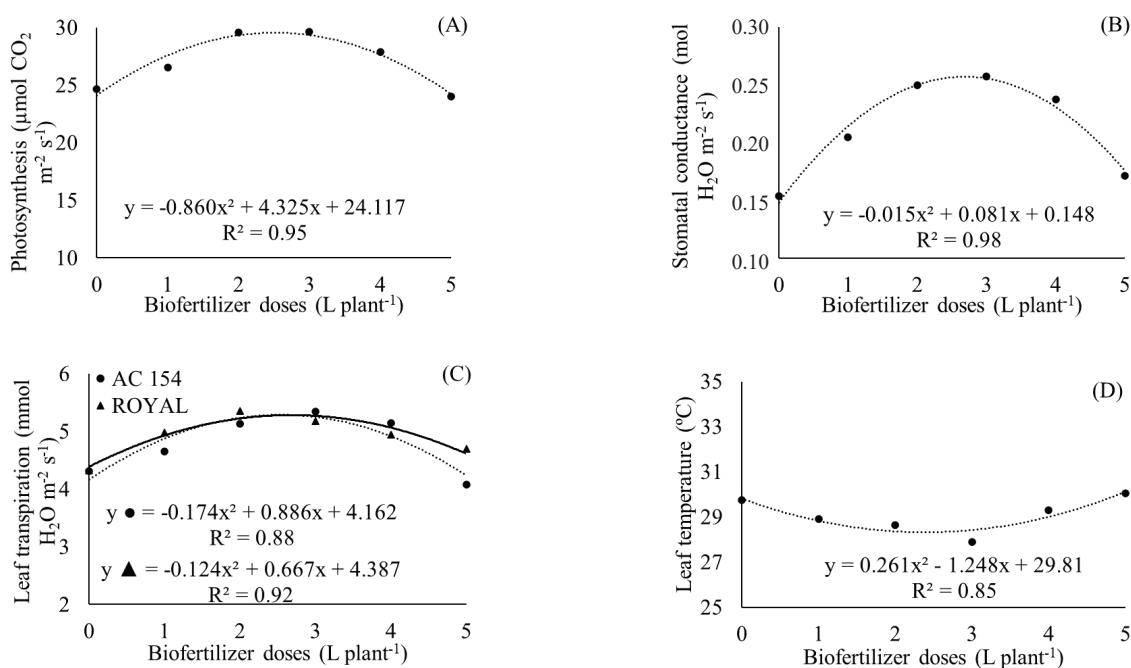 (A)
Photosynthesis (µmol CO₂
m⁻² s⁻¹)
30
25
20
15
10
y = -0.860x² + 4.325x + 24.117
R² = 0.95
0 1 2 3 4 5
Biofertilizer doses (L plant⁻¹)
(B)
Stomatal conductance (mol
H₂O m⁻² s⁻¹)
0.30
0.25
0.20
0.15
0.10
y = -0.015x² + 0.081x + 0.148
R² = 0.98
0 1 2 3 4 5
Biofertilizer doses (L plant⁻¹)
(C)
Leaf transpiration (mmol
H₂O m⁻² s⁻¹)
6
5
4
3
2
● AC 154
▲ ROYAL
y ● = -0.174x² + 0.886x + 4.162
R² = 0.88
y ▲ = -0.124x² + 0.667x + 4.387
R² = 0.92
0 1 2 3 4 5
Biofertilizer doses (L plant⁻¹)
(D)
Leaf temperature (ºC)
35
33
31
29
27
25
y = 0.261x² - 1.248x + 29.81
R² = 0.85
0 1 2 3 4 5
Biofertilizer doses (L plant⁻¹)